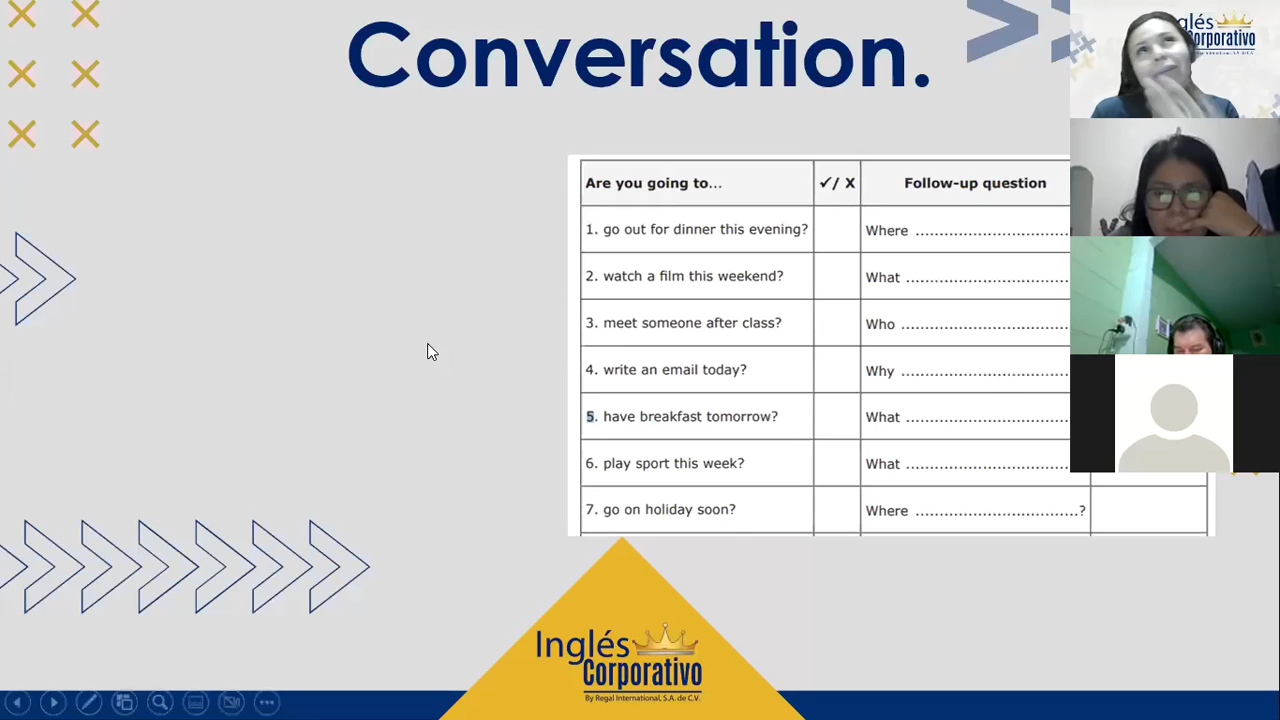 Conversation.
glés
Corporativo
Are you going to...
✓/ X
Follow-up question
1. go out for dinner this evening?
Where ....................................
2. watch a film this weekend?
What ....................................
3. meet someone after class?
Who ....................................
4. write an email today?
Why ....................................
5. have breakfast tomorrow?
What ....................................
6. play sport this week?
What ....................................
7. go on holiday soon?
Where ....................................?
Inglés
Corporativo
By Regal International, S.A. de C.V.